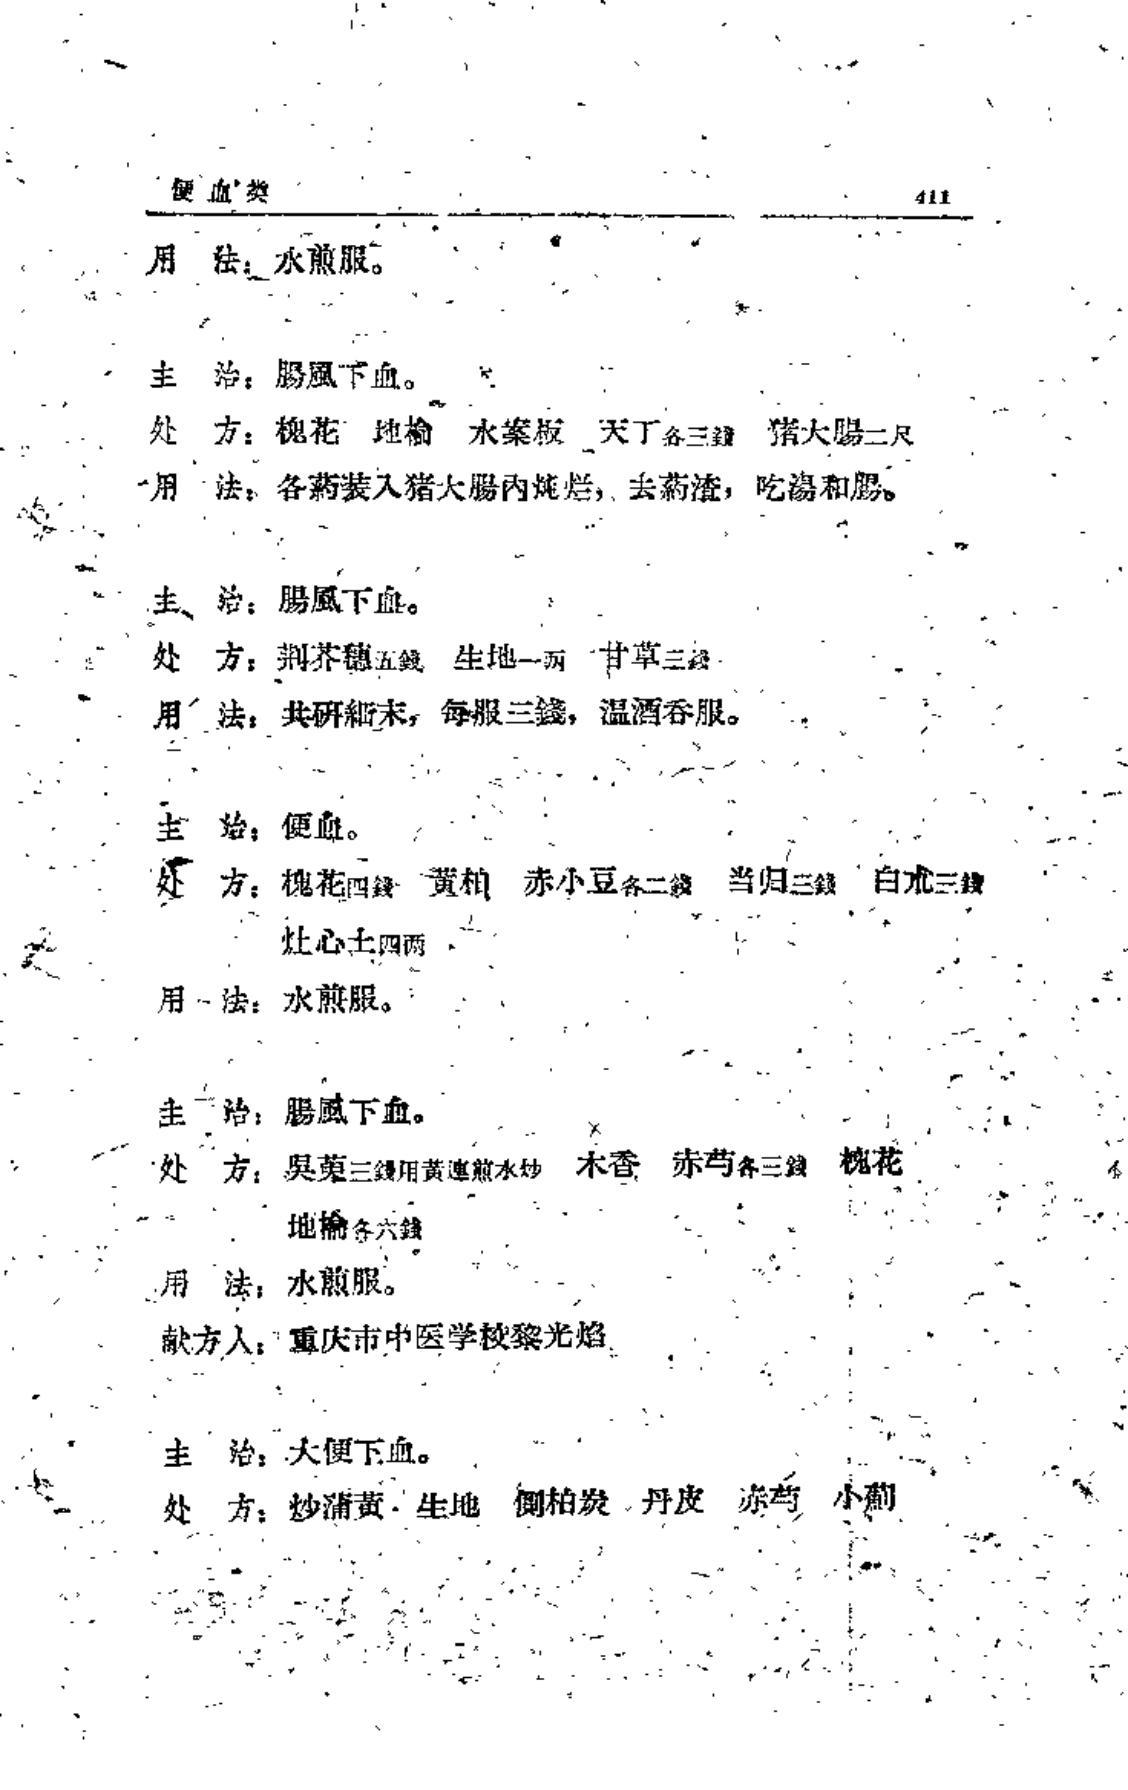 便血类 411
用 法：水煎服。
主 治：腸風下血。
处 方：槐花 地榆 水案板 天丁各三錢 猪大腸二尺
用 法：各葯装入猪大腸內炖烂，去葯渣，吃湯和腸。
主 治：腸風下血。
处 方：荆芥穗五錢 生地一两 甘草三錢
用 法：共研細末，每服三錢，温酒吞服。
主 治：便血。
处 方：槐花四錢 黃柏 赤小豆各二錢 当归三錢 白朮三錢
灶心土四两
用 法：水煎服。
主 治：腸風下血。
处 方：吳萸三錢用黃連煎水炒 木香 赤芍各三錢 槐花
地榆各六錢
用 法：水煎服。
献方人：重庆市中医学校黎光焰
主 治：大便下血。
处 方：炒蒲黃 生地 側柏炭 丹皮 赤芍 小薊